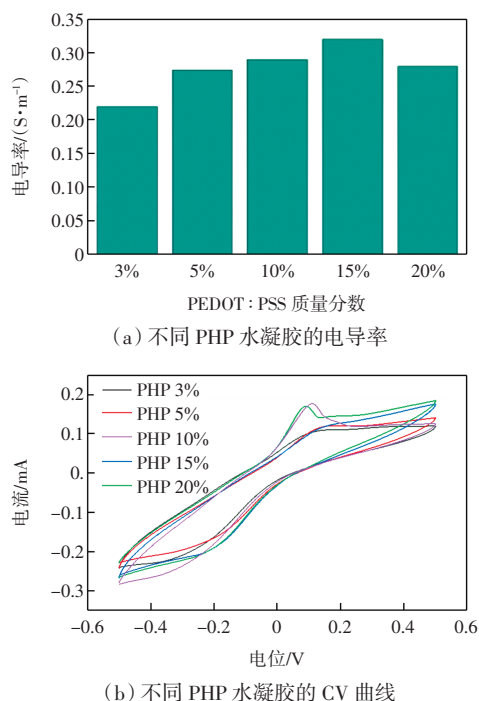 0.35
0.30
0.25
0.20
0.15
0.10
0.05
0
电导率/(S·m⁻¹)
3% 5% 10% 15% 20%
PEDOT：PSS 质量分数
(a) 不同 PHP 水凝胶的电导率
0.2
0.1
0.
-0.1
-0.2
-0.3
电流/mA
PHP 3%
PHP 5%
PHP 10%
PHP 15%
PHP 20%
-0.6 -0.4 -0.2 0 0.2 0.4 0.6
电位/V
(b) 不同 PHP 水凝胶的 CV 曲线